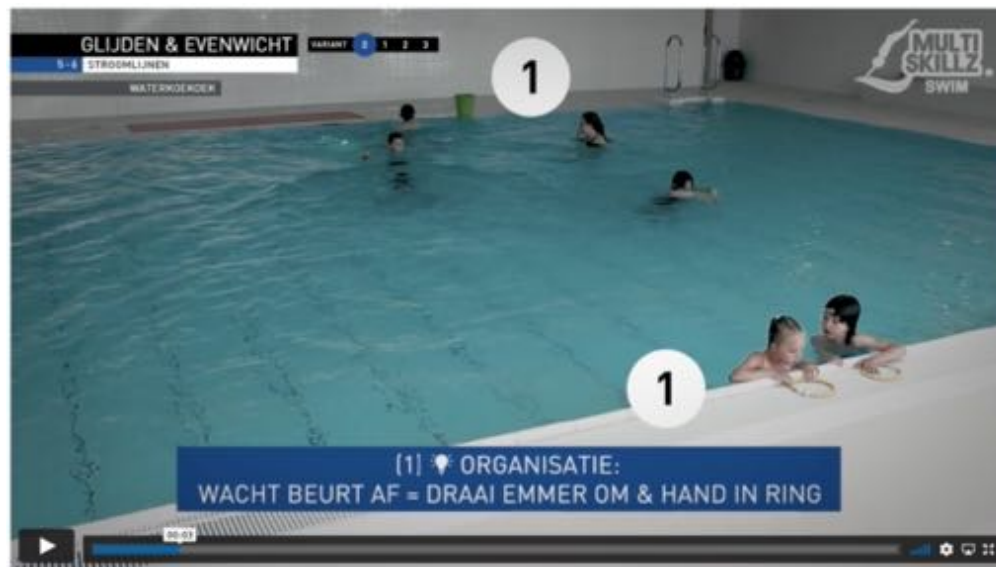 GLIJDEN & EVENWICHT
VARIANT 0 1 2 3
5-6 STROOMLIJNEN
WATERKOEKOEK
MULTI
SKILLZ
SWIM
1
1
[1] ORGANISATIE:
WACHT BEURT AF = DRAAI EMMER OM & HAND IN RING
00:03